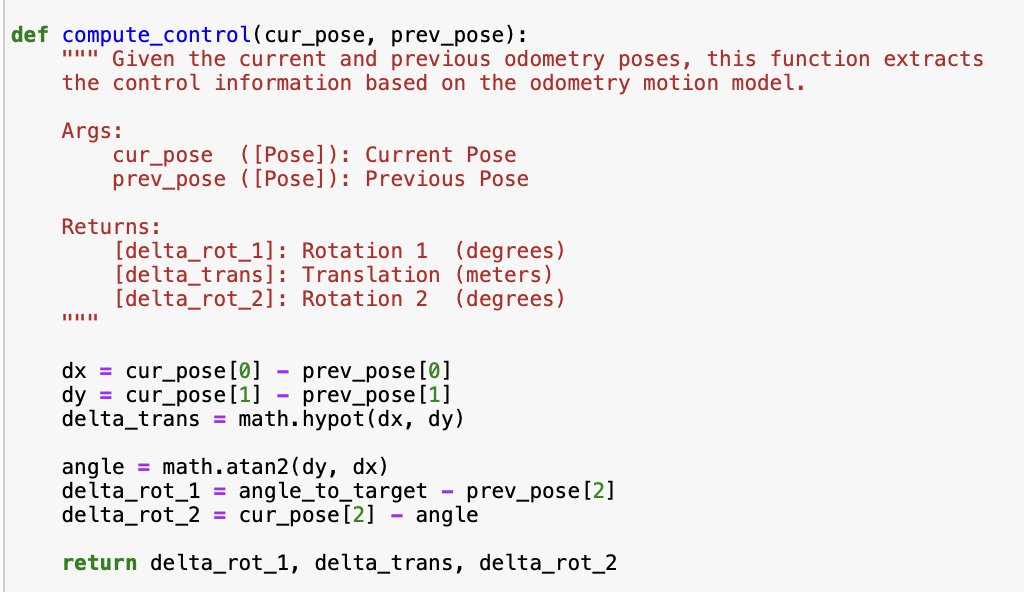 def compute_control(cur_pose, prev_pose):
    """ Given the current and previous odometry poses, this function extracts
    the control information based on the odometry motion model.

    Args:
        cur_pose  ([Pose]): Current Pose
        prev_pose ([Pose]): Previous Pose

    Returns:
        [delta_rot_1]: Rotation 1  (degrees)
        [delta_trans]: Translation (meters)
        [delta_rot_2]: Rotation 2  (degrees)
    """

    dx = cur_pose[0] - prev_pose[0]
    dy = cur_pose[1] - prev_pose[1]
    delta_trans = math.hypot(dx, dy)

    angle = math.atan2(dy, dx)
    delta_rot_1 = angle_to_target - prev_pose[2]
    delta_rot_2 = cur_pose[2] - angle

    return delta_rot_1, delta_trans, delta_rot_2